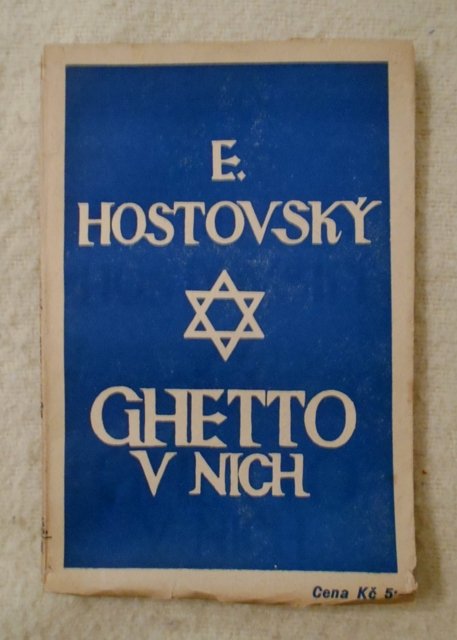 E.
HOSTOVSKÝ
GHETTO
V NICH
Cena Kč 5·